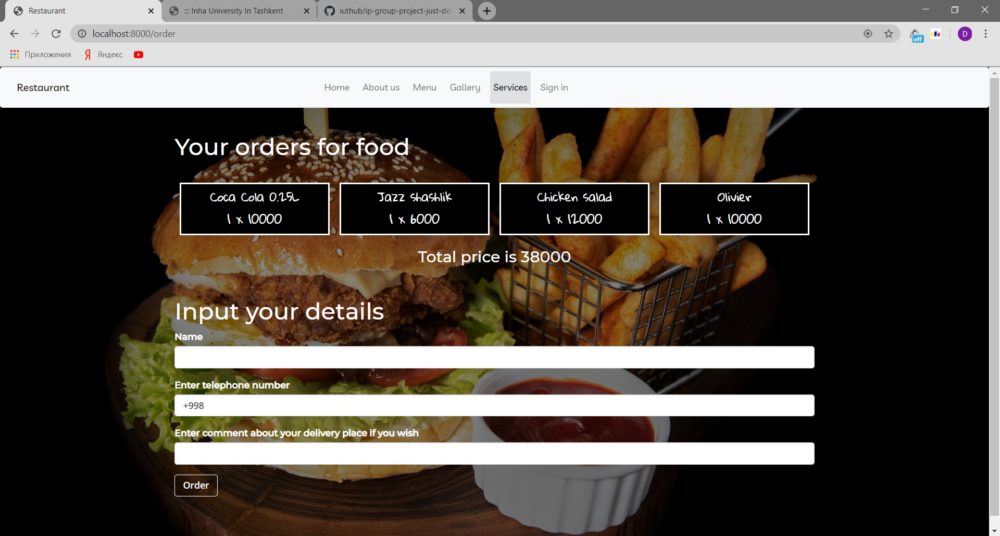 Restaurant
::: Inha University In Tashkent
iuthub/ip-group-project-just-do-
localhost:8000/order
off
D
Приложения
Я Яндекс
Restaurant
Home About us Menu Gallery Services Sign in
Your orders for food
Coca Cola 0.25L
1 x 10000
Jazz shashlik
1 x 6000
Chicken salad
1 x 12000
Olivier
1 x 10000
Total price is 38000
Input your details
Name
Enter telephone number
+998
Enter comment about your delivery place if you wish
Order